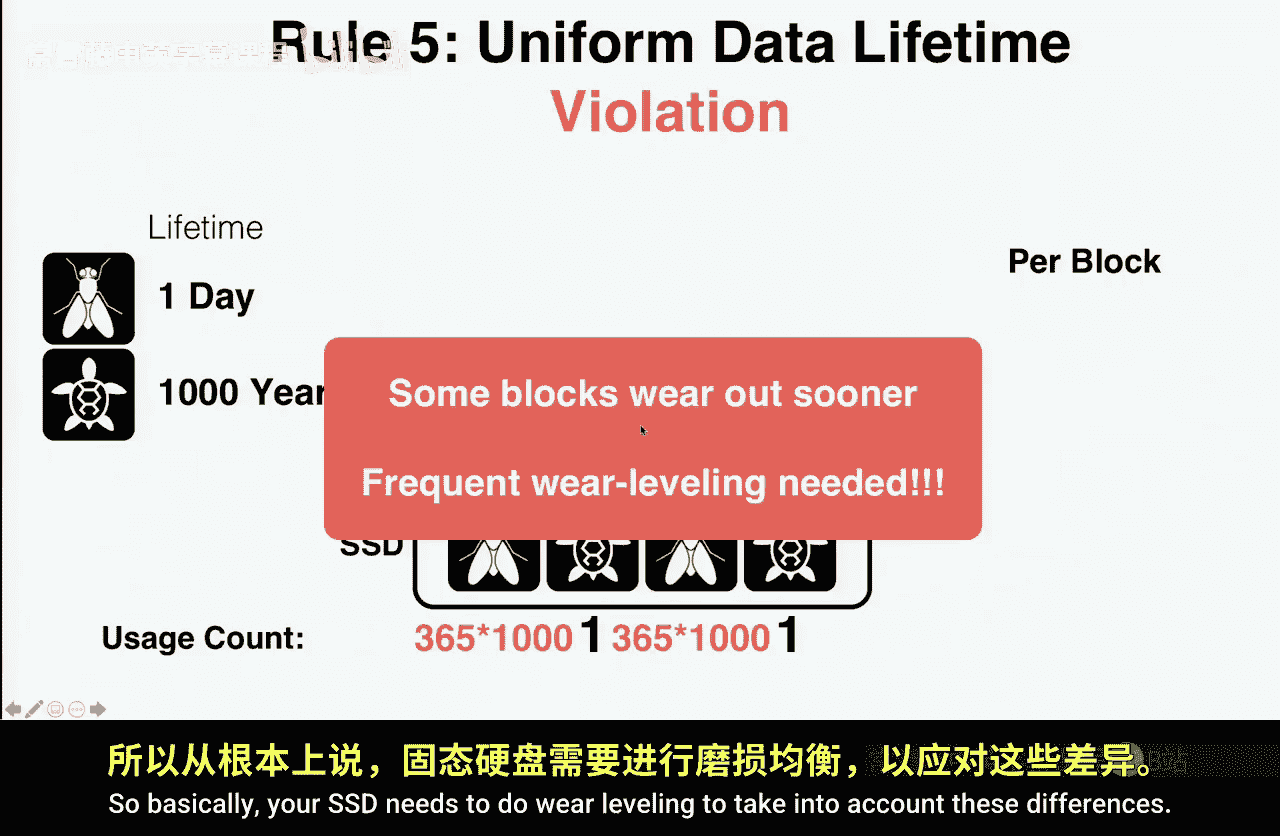 Rule 5: Uniform Data Lifetime
Violation
Lifetime
1 Day
Per Block
1000 Year
Some blocks wear out sooner
Frequent wear-leveling needed!!!
SSD
Usage Count: 365*1000 1 365*1000 1
所以从根本上说，固态硬盘需要进行磨损均衡，以应对这些差异。
So basically, your SSD needs to do wear leveling to take into account these differences.